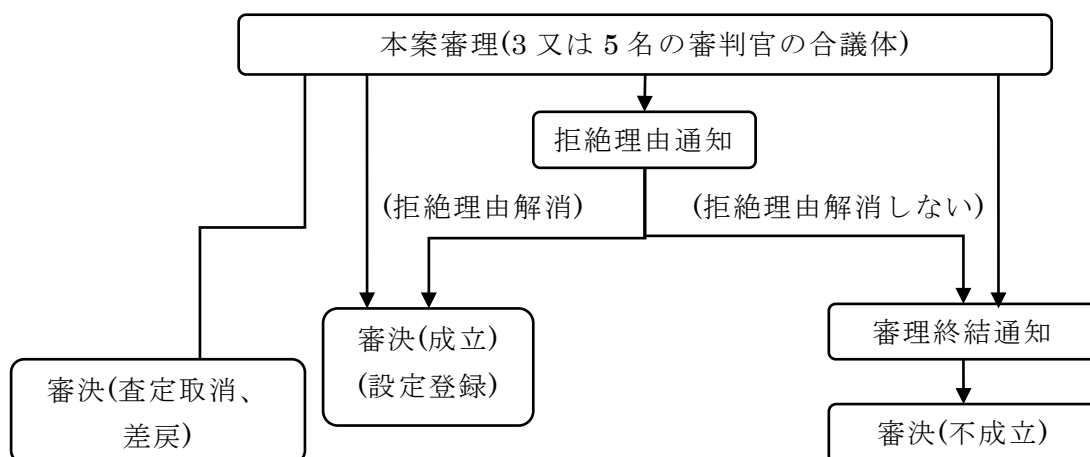 本案審理(3 又は 5 名の審判官の合議体)
拒絶理由通知
(拒絶理由解消)
(拒絶理由解消しない)
審決(成立)
(設定登録)
審理終結通知
審決(査定取消、
差戻)
審決(不成立)